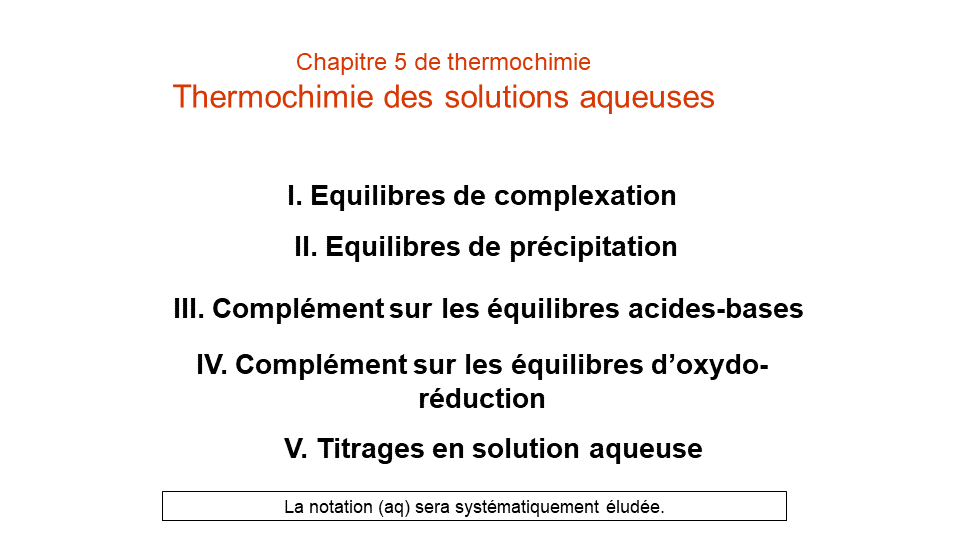 Chapitre 5 de thermochimie
Thermochimie des solutions aqueuses
I. Equilibres de complexation
II. Equilibres de précipitation
III. Complément sur les équilibres acides-bases
IV. Complément sur les équilibres d’oxydo-
réduction
V. Titrages en solution aqueuse
La notation (aq) sera systématiquement éludée.